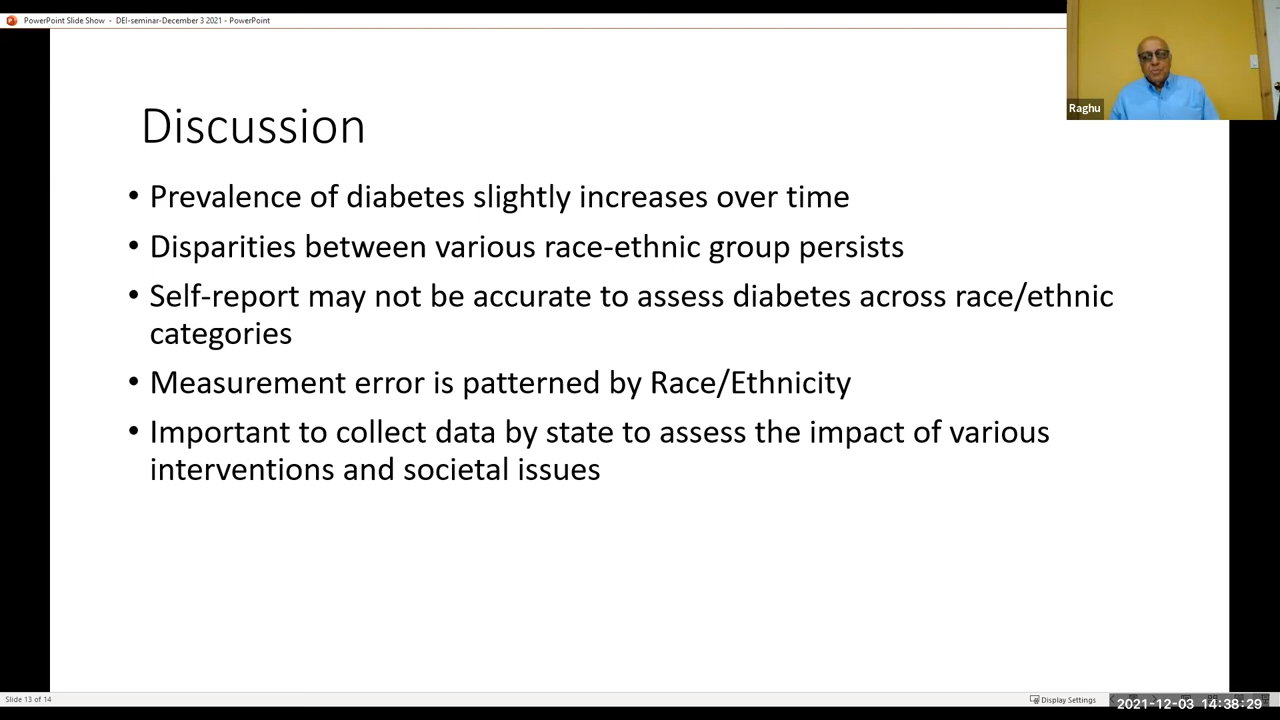 PowerPoint Slide Show - DEI-seminar-December 3 2021 - PowerPoint
Raghu
Discussion
• Prevalence of diabetes slightly increases over time
• Disparities between various race-ethnic group persists
• Self-report may not be accurate to assess diabetes across race/ethnic
categories
• Measurement error is patterned by Race/Ethnicity
• Important to collect data by state to assess the impact of various
interventions and societal issues
Slide 13 of 14
Display Settings
2021-12-03 14:38:29